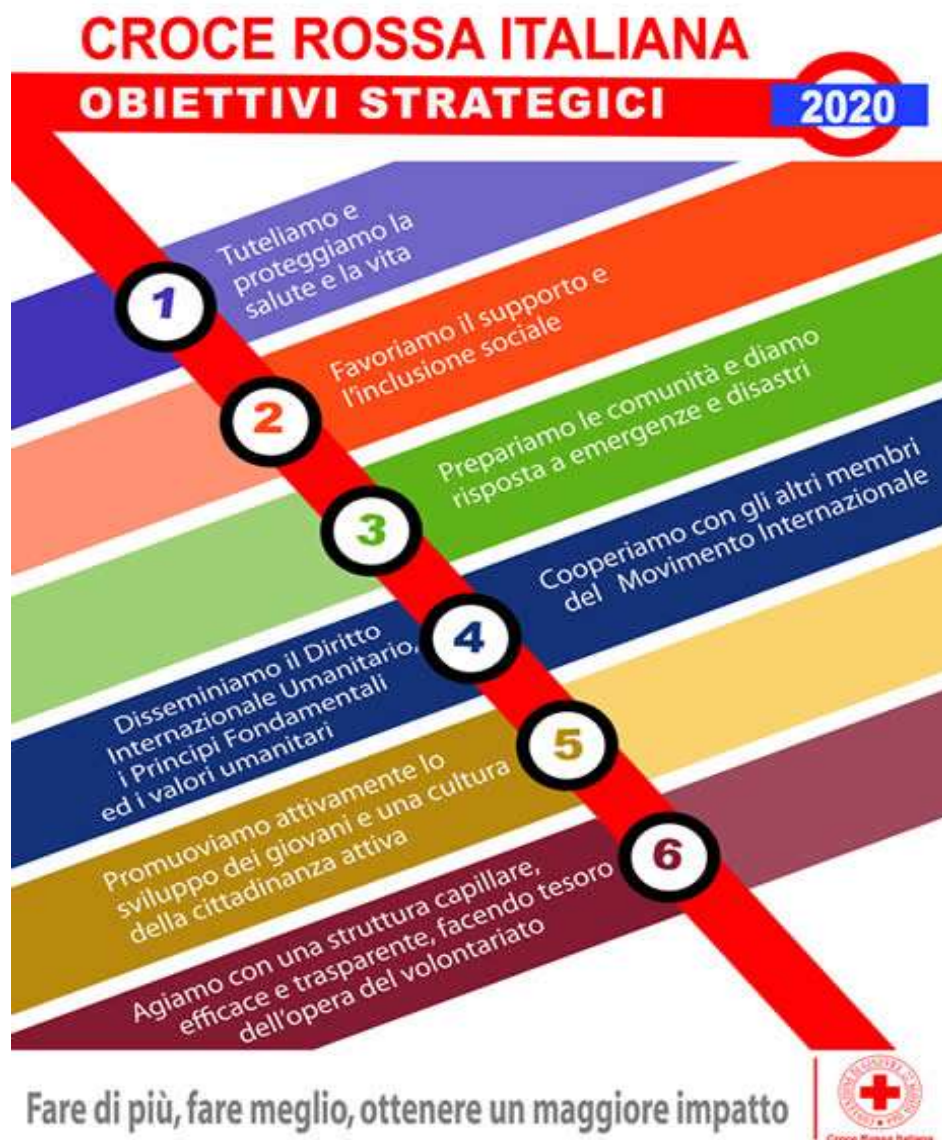 CROCE ROSSA ITALIANA
OBIETTIVI STRATEGICI
2020
1
Tuteliamo e
proteggiamo la
salute e la vita
2
Favoriamo il supporto e
l'inclusione sociale
3
Prepariamo le comunità e diamo
risposta a emergenze e disastri
Disseminiamo il Diritto
Internazionale Umanitario,
i Principi Fondamentali
ed i valori umanitari
4
Cooperiamo con gli altri membri
del Movimento Internazionale
Promuoviamo attivamente lo
sviluppo dei giovani e una cultura
della cittadinanza attiva
5
Agiamo con una struttura capillare,
efficace e trasparente, facendo tesoro
dell'opera del volontariato
6
Fare di più, fare meglio, ottenere un maggiore impatto
Croce Rossa Italiana